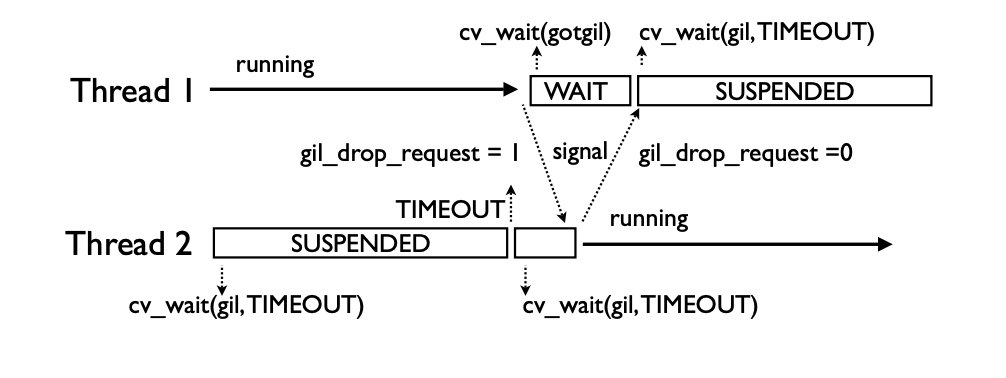 cv_wait(gotgil) cv_wait(gil,TIMEOUT)
running
Thread 1 WAIT SUSPENDED
gil_drop_request = 1 signal gil_drop_request =0
TIMEOUT running
Thread 2 SUSPENDED
cv_wait(gil,TIMEOUT) cv_wait(gil,TIMEOUT)